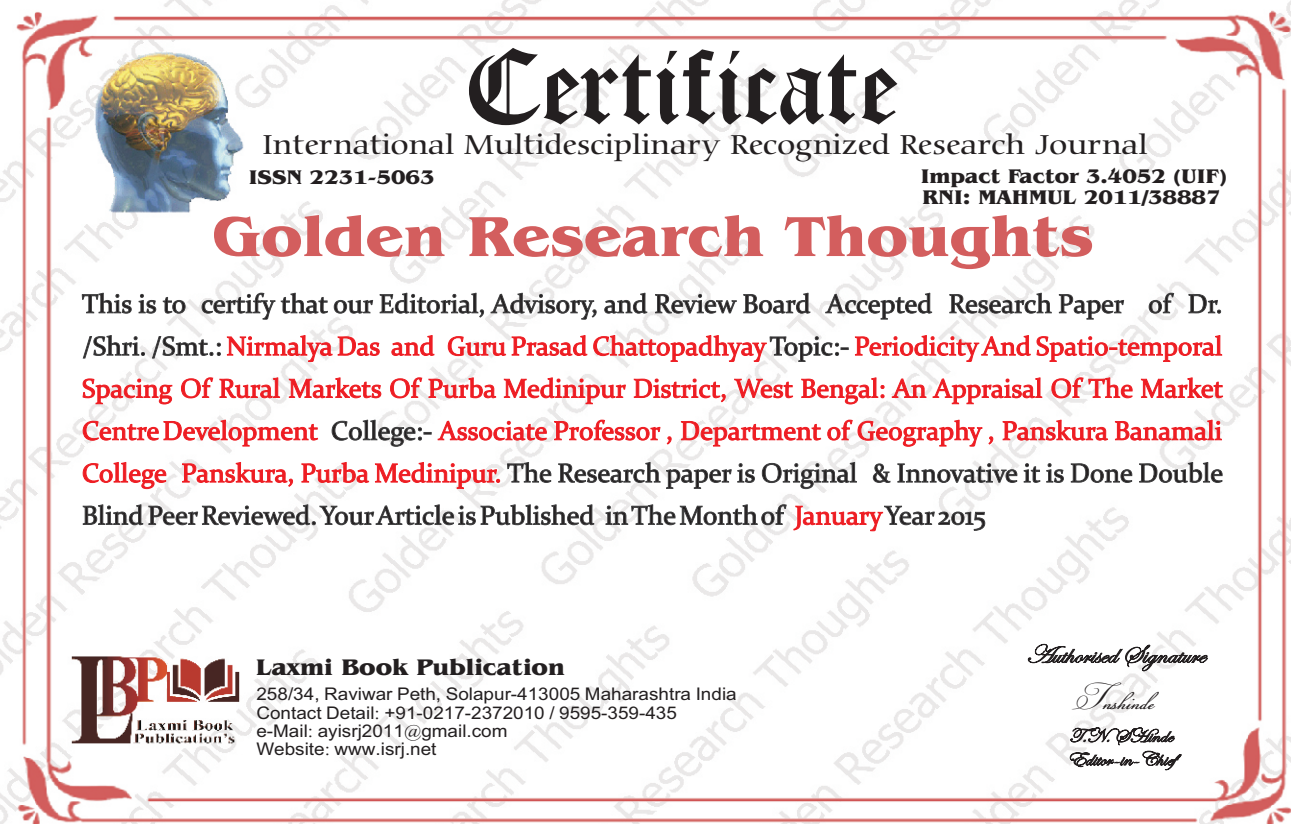 Certificate
International Multidesciplinary Recognized Research Journal
ISSN 2231-5063
Impact Factor 3.4052 (UIF)
RNI: MAHMUL 2011/38887
Golden Research Thoughts
This is to certify that our Editorial, Advisory, and Review Board Accepted Research Paper of Dr.
/Shri. /Smt.: Nirmalya Das and Guru Prasad Chattopadhyay Topic:- Periodicity And Spatio-temporal
Spacing Of Rural Markets Of Purba Medinipur District, West Bengal: An Appraisal Of The Market
Centre Development College:- Associate Professor , Department of Geography , Panskura Banamali
College Panskura, Purba Medinipur. The Research paper is Original & Innovative it is Done Double
Blind Peer Reviewed. Your Article is Published in The Month of January Year 2015
LBP
Laxmi Book
Publication's
Laxmi Book Publication
258/34, Raviwar Peth, Solapur-413005 Maharashtra India
Contact Detail: +91-0217-2372010 / 9595-359-435
e-Mail: ayisrj2011@gmail.com
Website: www.isrj.net
Authorised Signature
Tnshinde
T.N. SHinde
Editor-in-Chief